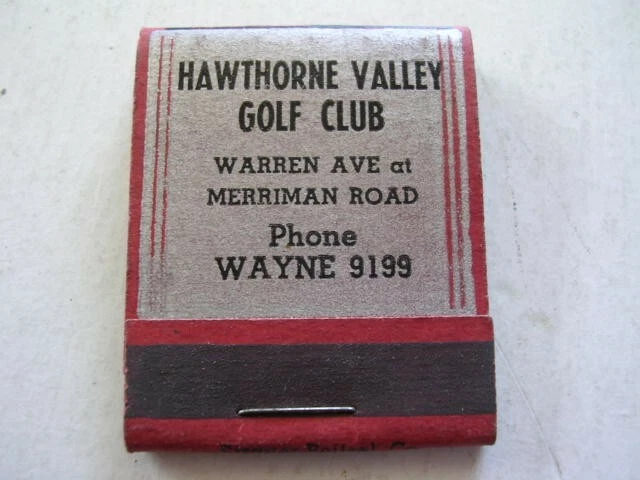 HAWTHORNE VALLEY
GOLF CLUB
WARREN AVE at
MERRIMAN ROAD
Phone
WAYNE 9199